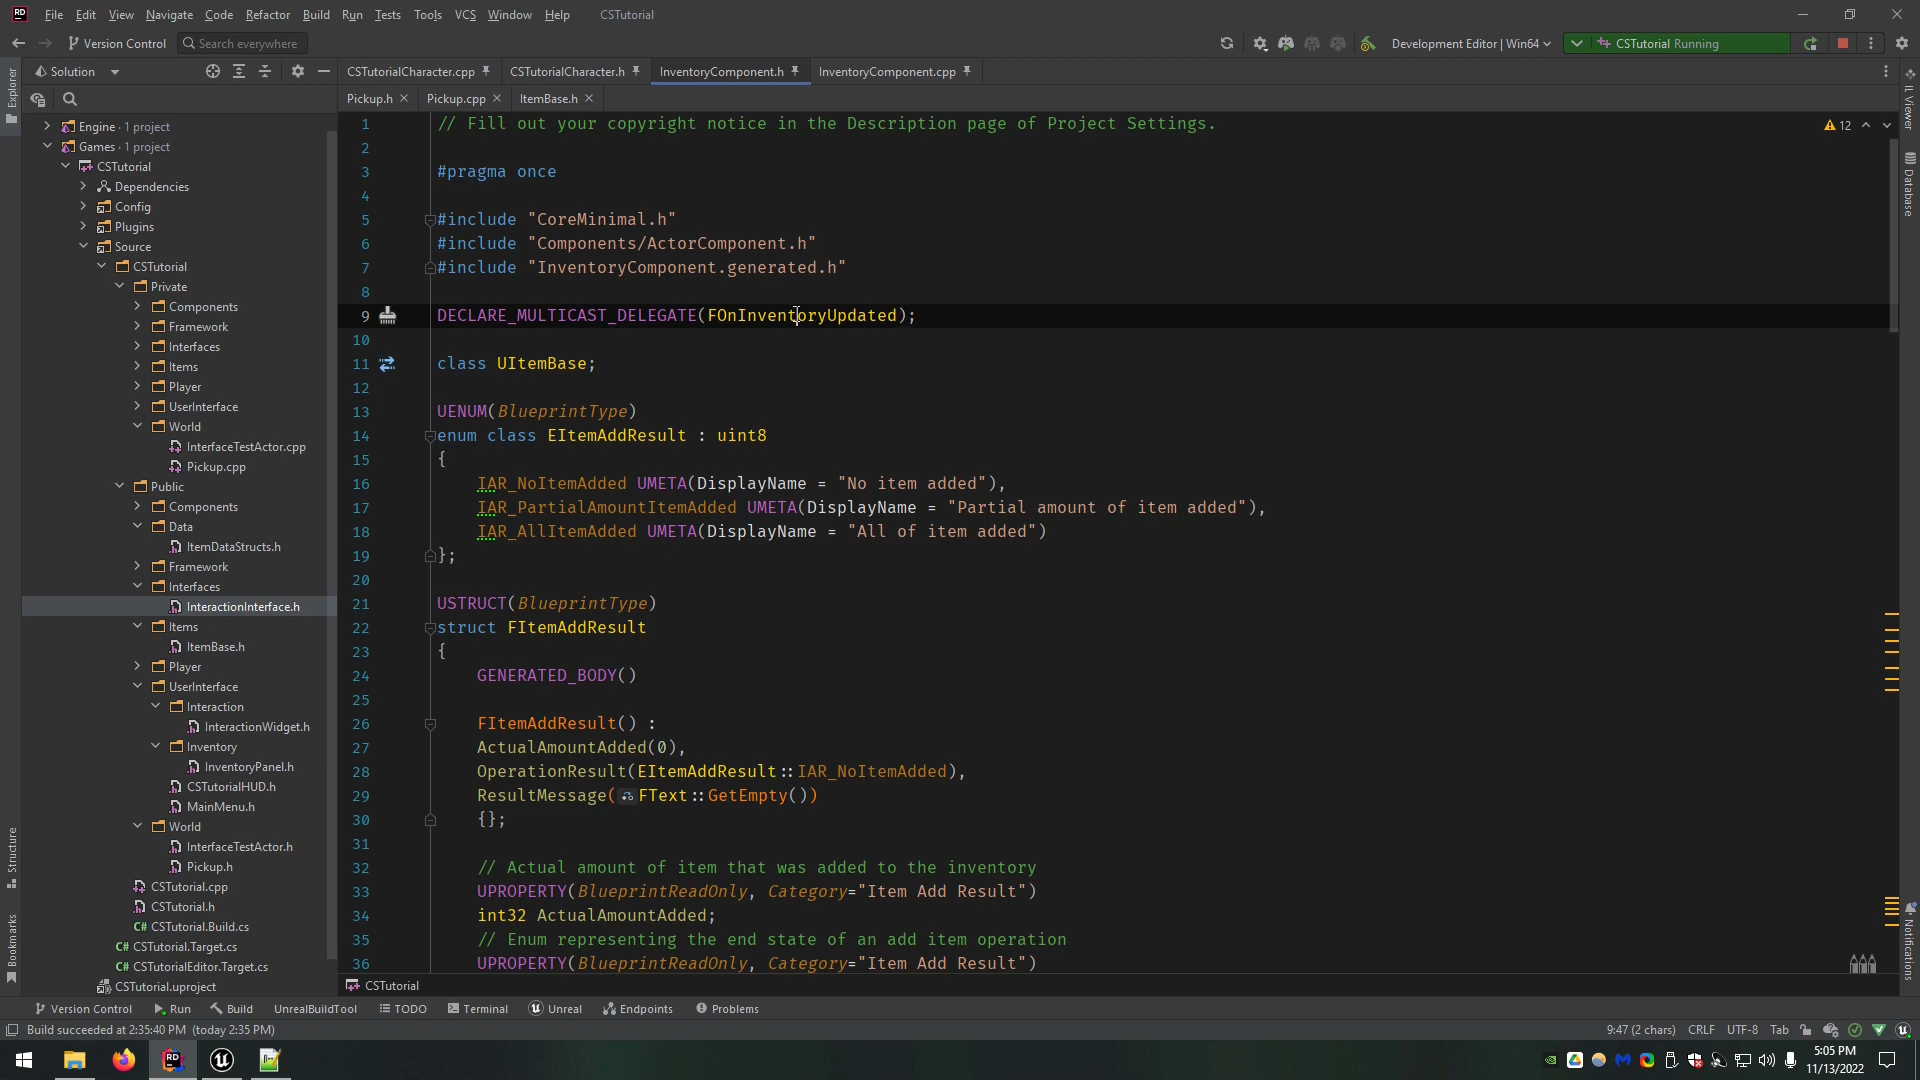 RD File Edit View Navigate Code Refactor Build Run Tests Tools VCS Window Help CSTutorial
Version Control Search everywhere Development Editor | Win64 CSTutorial Running
Explorer
Solution
CSTutorialCharacter.cpp CSTutorialCharacter.h InventoryComponent.h InventoryComponent.cpp
Pickup.h Pickup.cpp ItemBase.h
Engine · 1 project
Games · 1 project
CSTutorial
Dependencies
Config
Plugins
Source
CSTutorial
Private
Components
Framework
Interfaces
Items
Player
UserInterface
World
InterfaceTestActor.cpp
Pickup.cpp
Public
Components
Data
ItemDataStructs.h
Framework
Interfaces
InteractionInterface.h
Items
ItemBase.h
Player
UserInterface
Interaction
InteractionWidget.h
Inventory
InventoryPanel.h
CSTutorialHUD.h
MainMenu.h
World
InterfaceTestActor.h
Pickup.h
CSTutorial.cpp
CSTutorial.h
C# CSTutorial.Build.cs
C# CSTutorial.Target.cs
C# CSTutorialEditor.Target.cs
CSTutorial.uproject
Structure
Bookmarks
1 // Fill out your copyright notice in the Description page of Project Settings.
2
3 #pragma once
4
5 #include "CoreMinimal.h"
6 #include "Components/ActorComponent.h"
7 #include "InventoryComponent.generated.h"
8
9 DECLARE_MULTICAST_DELEGATE(FOnInventoryUpdated);
10
11 class UItemBase;
12
13 UENUM(BlueprintType)
14 enum class EItemAddResult : uint8
15 {
16 IAR_NoItemAdded UMETA(DisplayName = "No item added"),
17 IAR_PartialAmountItemAdded UMETA(DisplayName = "Partial amount of item added"),
18 IAR_AllItemAdded UMETA(DisplayName = "All of item added")
19 };
20
21 USTRUCT(BlueprintType)
22 struct FItemAddResult
23 {
24 GENERATED_BODY()
25
26 FItemAddResult() :
27 ActualAmountAdded(0),
28 OperationResult(EItemAddResult::IAR_NoItemAdded),
29 ResultMessage(FText::GetEmpty())
30 {};
31
32 // Actual amount of item that was added to the inventory
33 UPROPERTY(BlueprintReadOnly, Category="Item Add Result")
34 int32 ActualAmountAdded;
35 // Enum representing the end state of an add item operation
36 UPROPERTY(BlueprintReadOnly, Category="Item Add Result")
12
IL Viewer
Database
Notifications
CSTutorial
Version Control Run Build UnrealBuildTool TODO Terminal Unreal Endpoints Problems
Build succeeded at 2:35:40 PM (today 2:35 PM) 9:47 (2 chars) CRLF UTF-8 Tab
RD
5:05 PM
11/13/2022